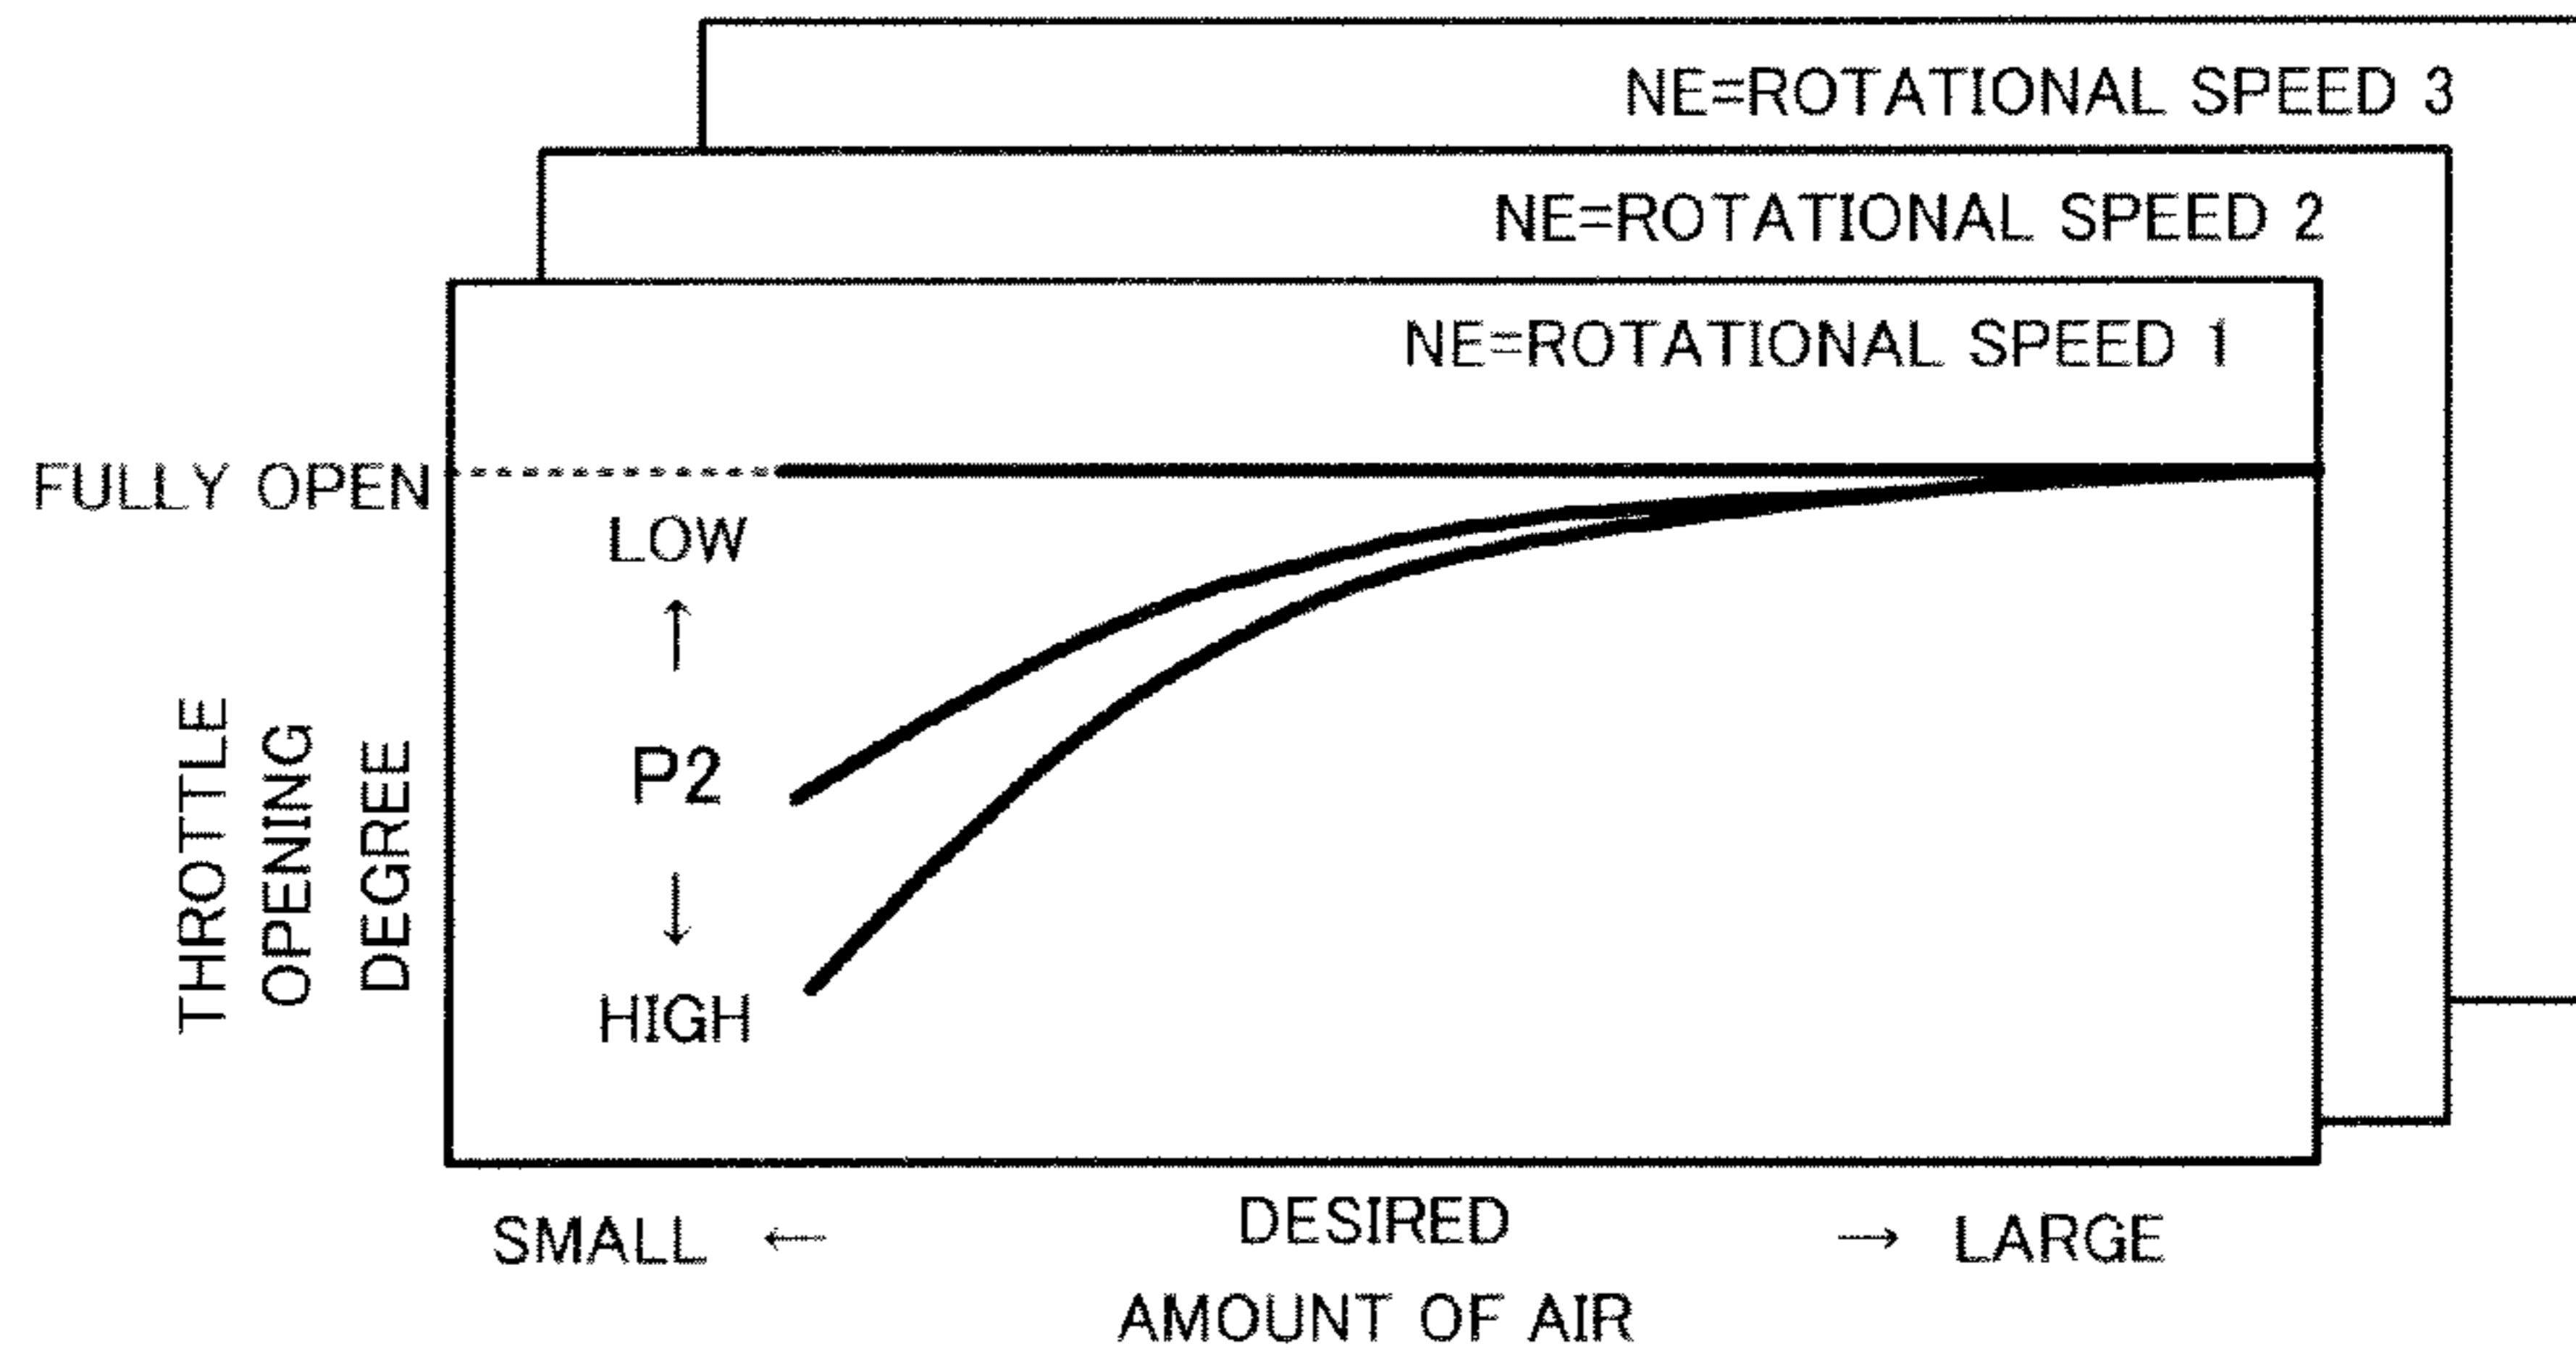 NE=ROTATIONAL SPEED 3
NE=ROTATIONAL SPEED 2
NE=ROTATIONAL SPEED 1
FULLY OPEN
LOW
↑
P2
↓
HIGH
THROTTLE
OPENING
DEGREE
SMALL ←
DESIRED
AMOUNT OF AIR
→ LARGE